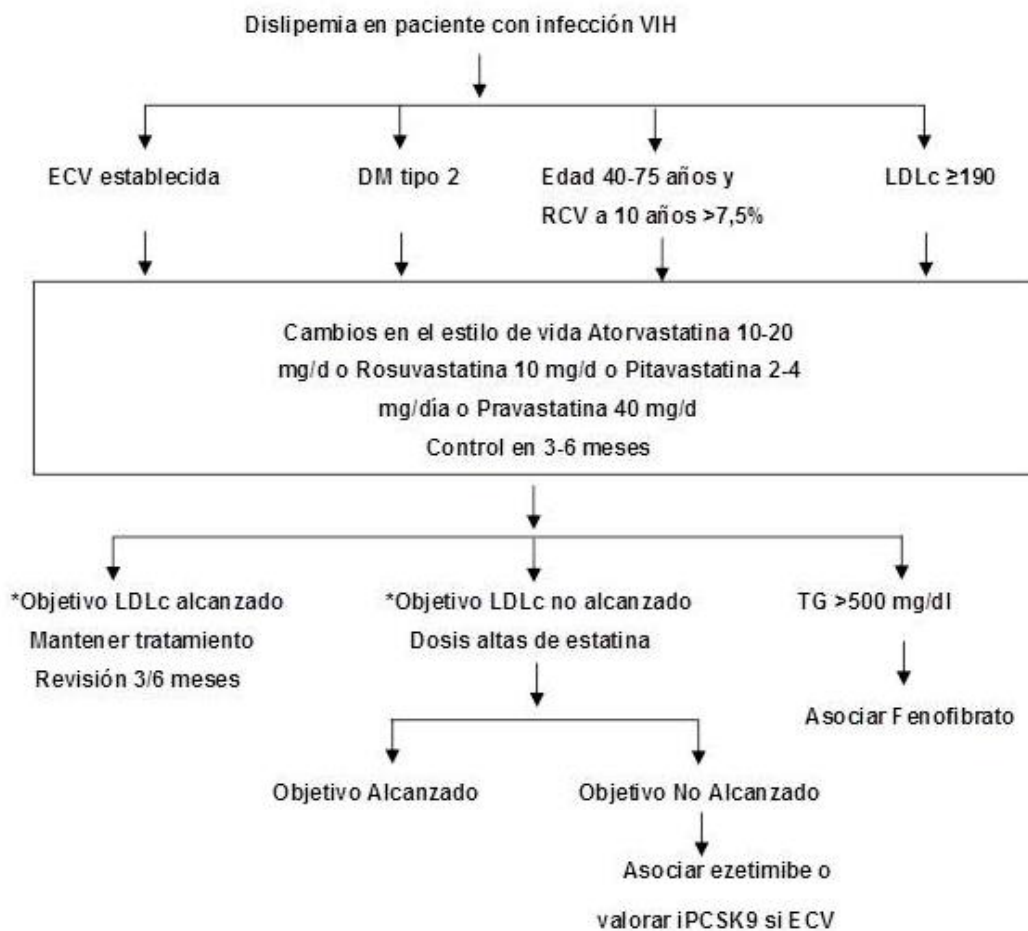 Dislipemia en paciente con infección VIH
ECV establecida
DM tipo 2
Edad 40-75 años y
RCV a 10 años >7,5%
LDLc ≥190
Cambios en el estilo de vida Atorvastatina 10-20
mg/d o Rosuvastatina 10 mg/d o Pitavastatina 2-4
mg/día o Pravastatina 40 mg/d
Control en 3-6 meses
*Objetivo LDLc alcanzado
Mantener tratamiento
Revisión 3/6 meses
*Objetivo LDLc no alcanzado
Dosis altas de estatina
TG >500 mg/dl
Asociar Fenofibrato
Objetivo Alcanzado
Objetivo No Alcanzado
Asociar ezetimibe o
valorar iPCSK9 si ECV